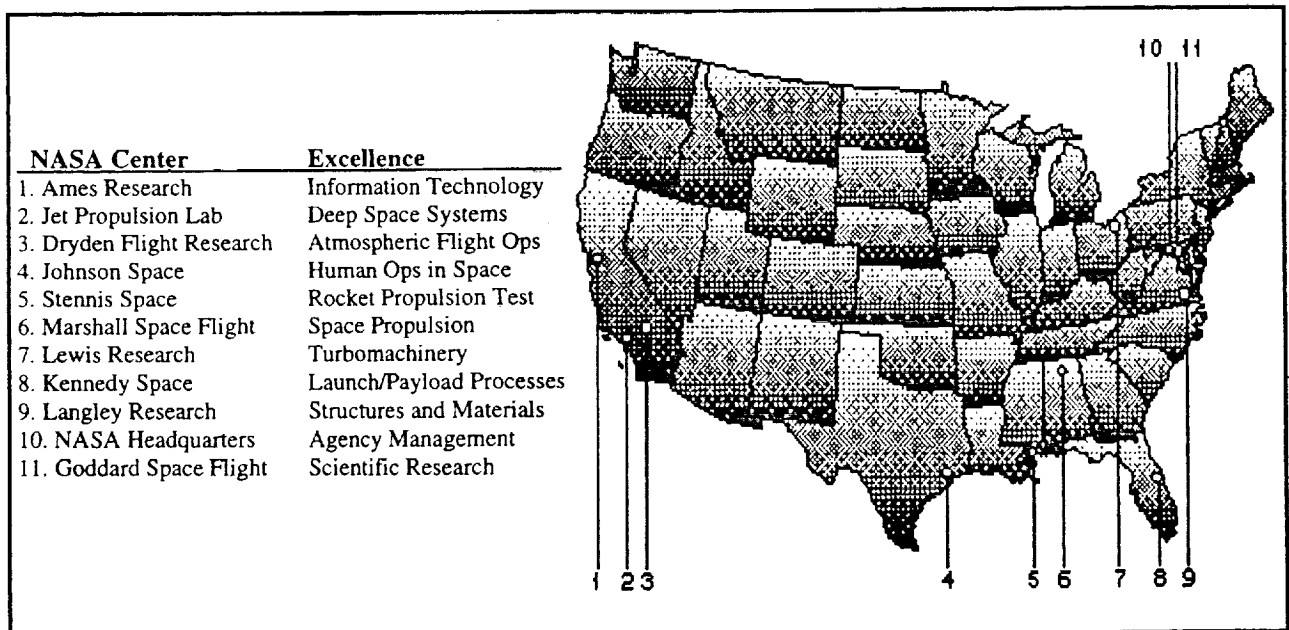 10 11
NASA Center Excellence
1. Ames Research Information Technology
2. Jet Propulsion Lab Deep Space Systems
3. Dryden Flight Research Atmospheric Flight Ops
4. Johnson Space Human Ops in Space
5. Stennis Space Rocket Propulsion Test
6. Marshall Space Flight Space Propulsion
7. Lewis Research Turbomachinery
8. Kennedy Space Launch/Payload Processes
9. Langley Research Structures and Materials
10. NASA Headquarters Agency Management
11. Goddard Space Flight Scientific Research
1 2 3 4 5 6 7 8 9